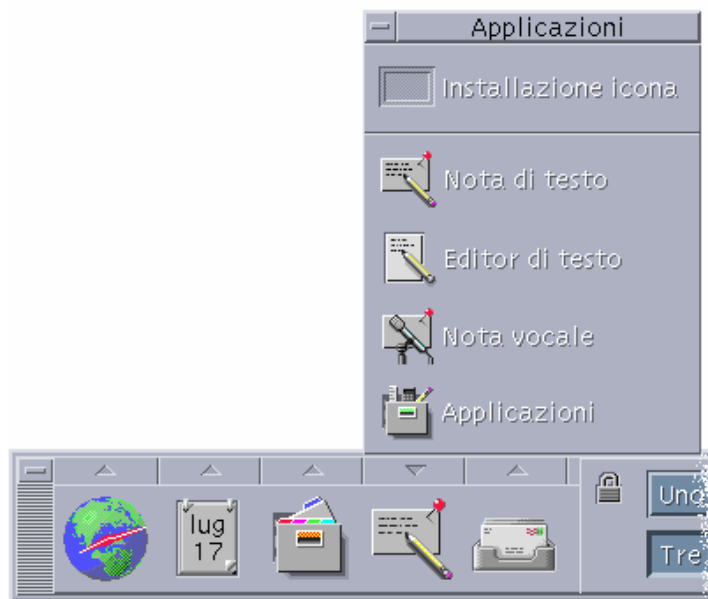 Applicazioni
Installazione icona
Nota di testo
Editor di testo
Nota vocale
Applicazioni
lug
17
Uno
Tre